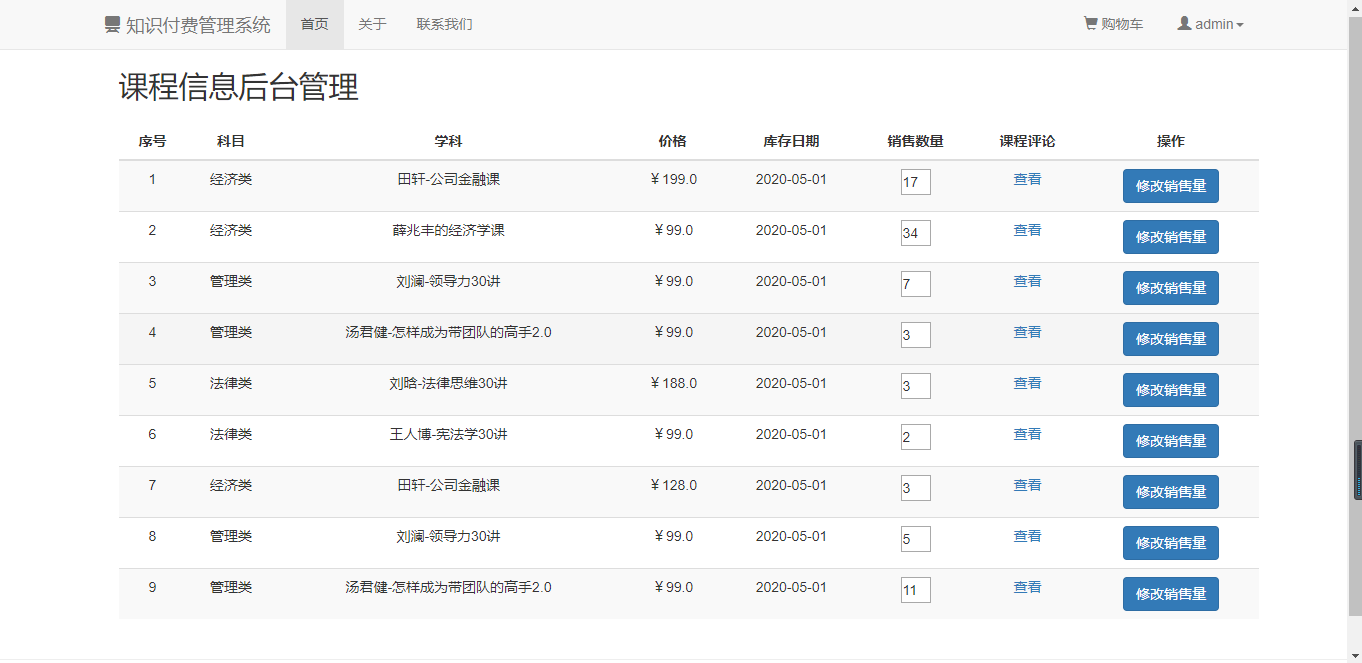 知识付费管理系统 首页 关于 联系我们 购物车 admin
课程信息后台管理
序号 科目 学科 价格 库存日期 销售数量 课程评论 操作
1 经济类 田轩-公司金融课 ￥199.0 2020-05-01 17 查看 修改销售量
2 经济类 薛兆丰的经济学课 ￥99.0 2020-05-01 34 查看 修改销售量
3 管理类 刘澜-领导力30讲 ￥99.0 2020-05-01 7 查看 修改销售量
4 管理类 汤君健-怎样成为带团队的高手2.0 ￥99.0 2020-05-01 3 查看 修改销售量
5 法律类 刘晗-法律思维30讲 ￥188.0 2020-05-01 3 查看 修改销售量
6 法律类 王人博-宪法学30讲 ￥99.0 2020-05-01 2 查看 修改销售量
7 经济类 田轩-公司金融课 ￥128.0 2020-05-01 3 查看 修改销售量
8 管理类 刘澜-领导力30讲 ￥99.0 2020-05-01 5 查看 修改销售量
9 管理类 汤君健-怎样成为带团队的高手2.0 ￥99.0 2020-05-01 11 查看 修改销售量